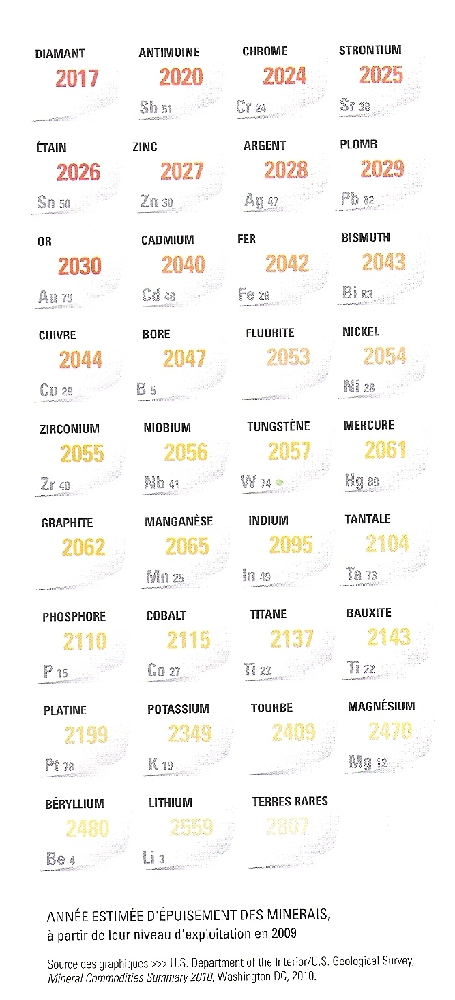 DIAMANT
2017
ANTIMOINE
2020
Sb 51
CHROME
2024
Cr 24
STRONTIUM
2025
Sr 38
ÉTAIN
2026
Sn 50
ZINC
2027
Zn 30
ARGENT
2028
Ag 47
PLOMB
2029
Pb 82
OR
2030
Au 79
CADMIUM
2040
Cd 48
FER
2042
Fe 26
BISMUTH
2043
Bi 83
CUIVRE
2044
Cu 29
BORE
2047
B 5
FLUORITE
2053
NICKEL
2054
Ni 28
ZIRCONIUM
2055
Zr 40
NIOBIUM
2056
Nb 41
TUNGSTÈNE
2057
W 74
MERCURE
2061
Hg 80
GRAPHITE
2062
MANGANÈSE
2065
Mn 25
INDIUM
2095
In 49
TANTALE
2104
Ta 73
PHOSPHORE
2110
P 15
COBALT
2115
Co 27
TITANE
2137
Ti 22
BAUXITE
2143
Ti 22
PLATINE
2199
Pt 78
POTASSIUM
2349
K 19
TOURBE
2409
MAGNÉSIUM
2470
Mg 12
BÉRYLLIUM
2480
Be 4
LITHIUM
2559
Li 3
TERRES RARES
2807
ANNÉE ESTIMÉE D'ÉPUISEMENT DES MINERAIS,
à partir de leur niveau d'exploitation en 2009
Source des graphiques >>> U.S. Department of the Interior/U.S. Geological Survey,
Mineral Commodities Summary 2010, Washington DC, 2010.